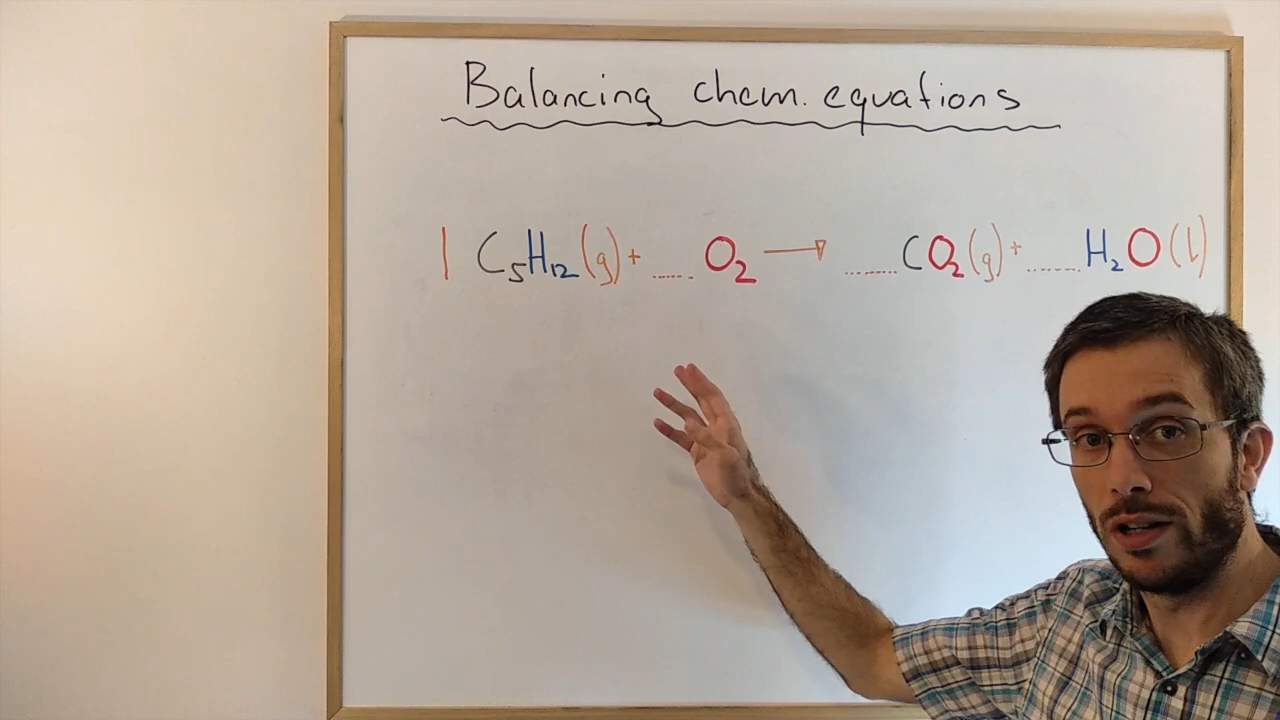 Balancing chem. equations
1 C₅H₁₂(g) + ...... O₂ → ........ CO₂(g) + ........ H₂O(l)